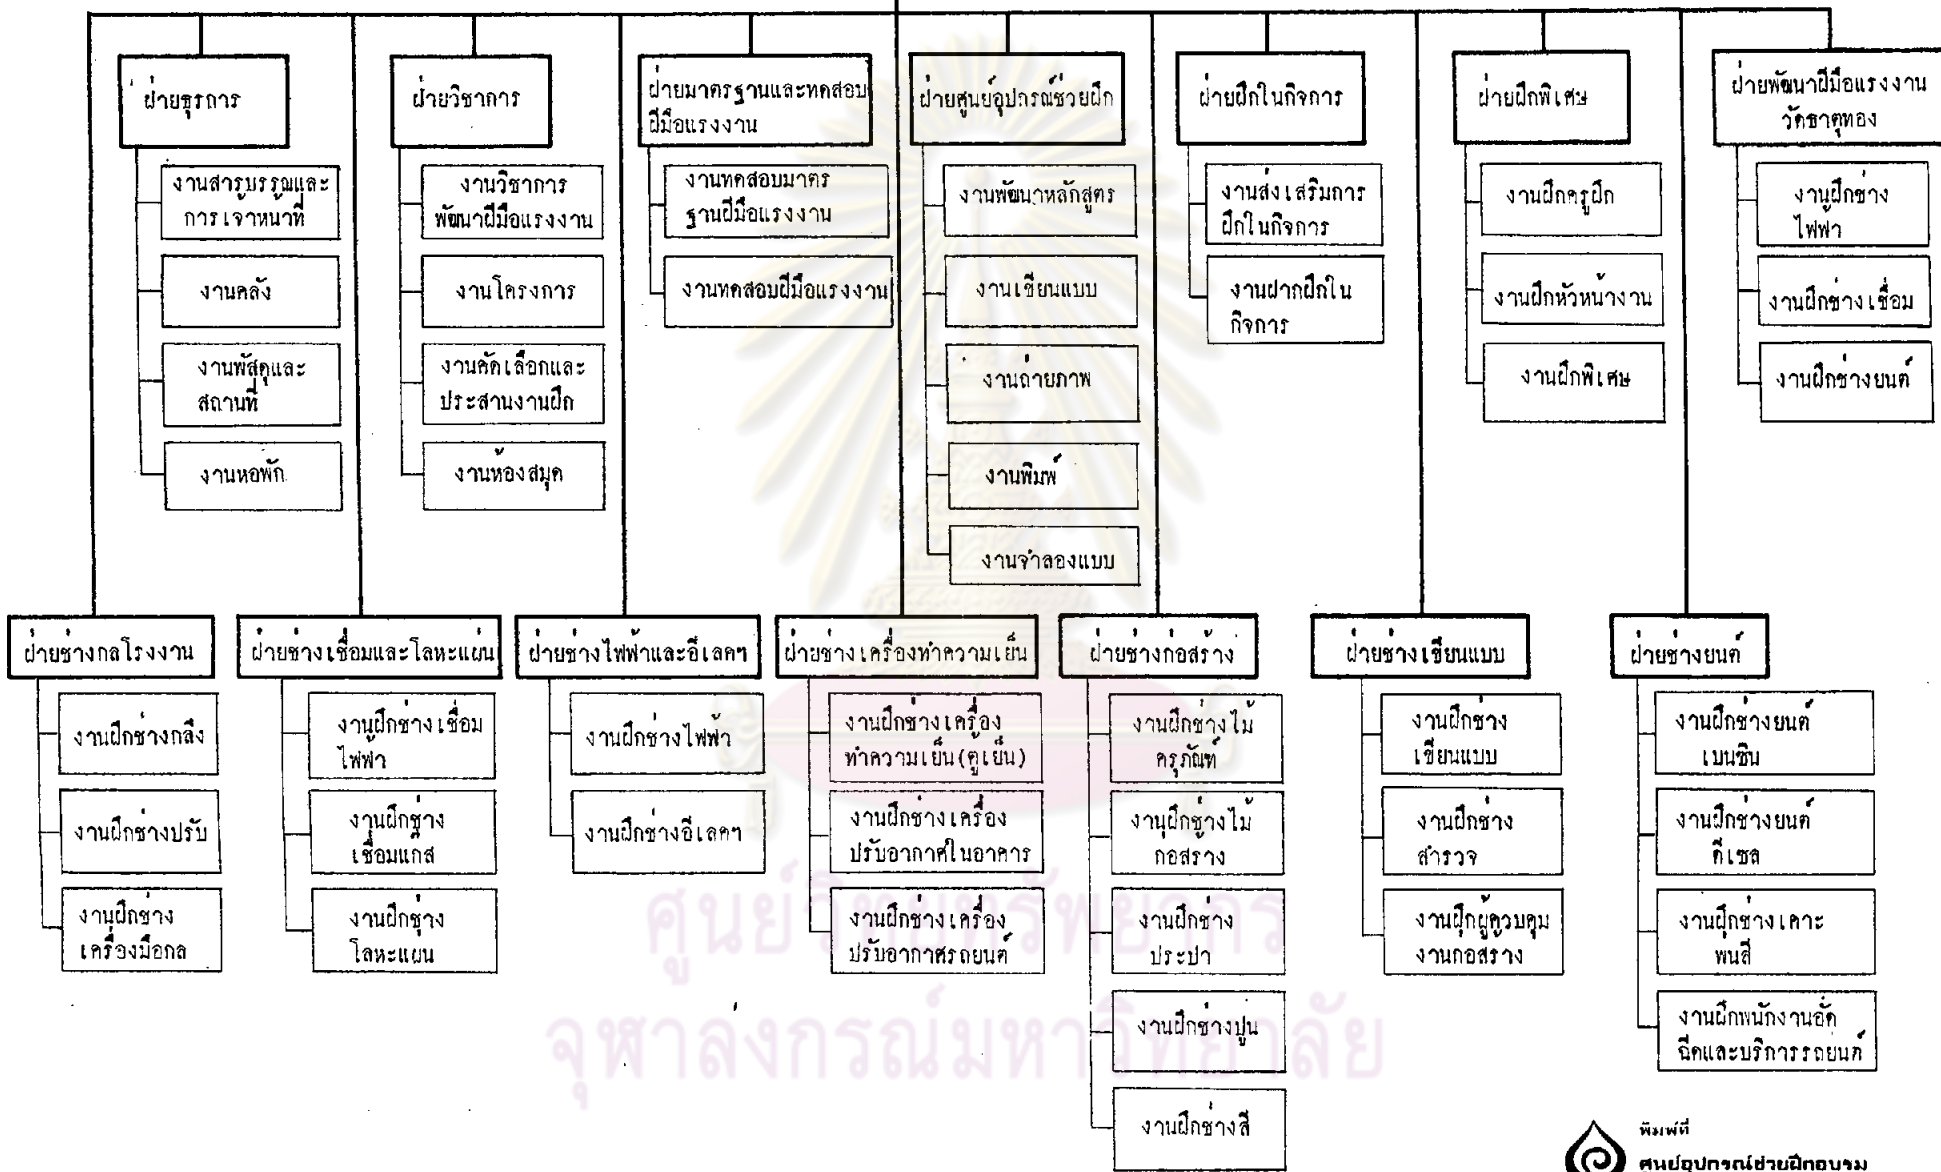 ฝ่ายธุรการ
งานสารบรรณและ
การเจ้าหน้าที่
งานคลัง
งานพัสดุและ
สถานที่
งานหอพัก
ฝ่ายวิชาการ
งานวิชาการ
พัฒนาฝีมือแรงงาน
งานโครงการ
งานคัดเลือกและ
ประสานงานฝึก
งานห้องสมุด
ฝ่ายมาตรฐานและทดสอบ
ฝีมือแรงงาน
งานทดสอบมาตร
ฐานฝีมือแรงงาน
งานทดสอบฝีมือแรงงาน
ฝ่ายศูนย์อุปกรณ์ช่วยฝึก
งานพัฒนาหลักสูตร
งานเขียนแบบ
งานถ่ายภาพ
งานพิมพ์
งานจำลองแบบ
ฝ่ายฝึกในกิจการ
งานส่งเสริมการ
ฝึกในกิจการ
งานฝากฝึกใน
กิจการ
ฝ่ายฝึกพิเศษ
งานฝึกครูฝึก
งานฝึกหัวหน้างาน
งานฝึกพิเศษ
ฝ่ายพัฒนาฝีมือแรงงาน
วัดธาตุทอง
งานฝึกช่าง
ไฟฟ้า
งานฝึกช่างเชื่อม
งานฝึกช่างยนต์
ฝ่ายช่างกลโรงงาน
งานฝึกช่างกลึง
งานฝึกช่างปรับ
งานฝึกช่าง
เครื่องมือกล
ฝ่ายช่างเชื่อมและโลหะแผ่น
งานฝึกช่างเชื่อม
ไฟฟ้า
งานฝึกช่าง
เชื่อมแก๊ส
งานฝึกช่าง
โลหะแผ่น
ฝ่ายช่างไฟฟ้าและอีเลคฯ
งานฝึกช่างไฟฟ้า
งานฝึกช่างอีเลคฯ
ฝ่ายช่างเครื่องทำความเย็น
งานฝึกช่างเครื่อง
ทำความเย็น(ตู้เย็น)
งานฝึกช่างเครื่อง
ปรับอากาศในอาคาร
งานฝึกช่างเครื่อง
ปรับอากาศรถยนต์
ฝ่ายช่างก่อสร้าง
งานฝึกช่างไม้
ครุภัณฑ์
งานฝึกช่างไม้
ก่อสร้าง
งานฝึกช่าง
ประปา
งานฝึกช่างปูน
งานฝึกช่างสี
ฝ่ายช่างเขียนแบบ
งานฝึกช่าง
เขียนแบบ
งานฝึกช่าง
สำรวจ
งานฝึกผู้ควบคุม
งานก่อสร้าง
ฝ่ายช่างยนต์
งานฝึกช่างยนต์
เบนซิน
งานฝึกช่างยนต์
ดีเซล
งานฝึกช่างเคาะ
พ่นสี
งานฝึกพนักงานอัด
ฉีดและบริการรถยนต์
ศูนย์วิทยทรัพยากร
จุฬาลงกรณ์มหาวิทยาลัย
พิมพ์ที่
ศูนย์อุปกรณ์ช่วยฝึกอบรม